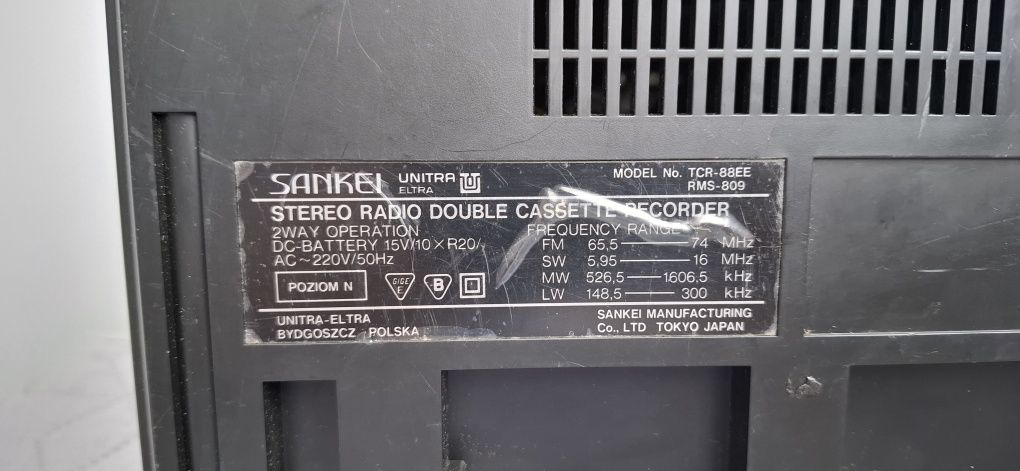 SANKEI UNITRA ELTRA
MODEL No. TCR-88EE
RMS-809
STEREO RADIO DOUBLE CASSETTE RECORDER
2WAY OPERATION
DC-BATTERY 15V/10×R20/
AC~220V/50Hz
FREQUENCY RANGE
FM 65,5——74 MHz
SW 5,95——16 MHz
MW 526,5——1606,5 kHz
LW 148,5——300 kHz
POZIOM N
B
UNITRA-ELTRA
BYDGOSZCZ POLSKA
SANKEI MANUFACTURING
Co., LTD TOKYO JAPAN